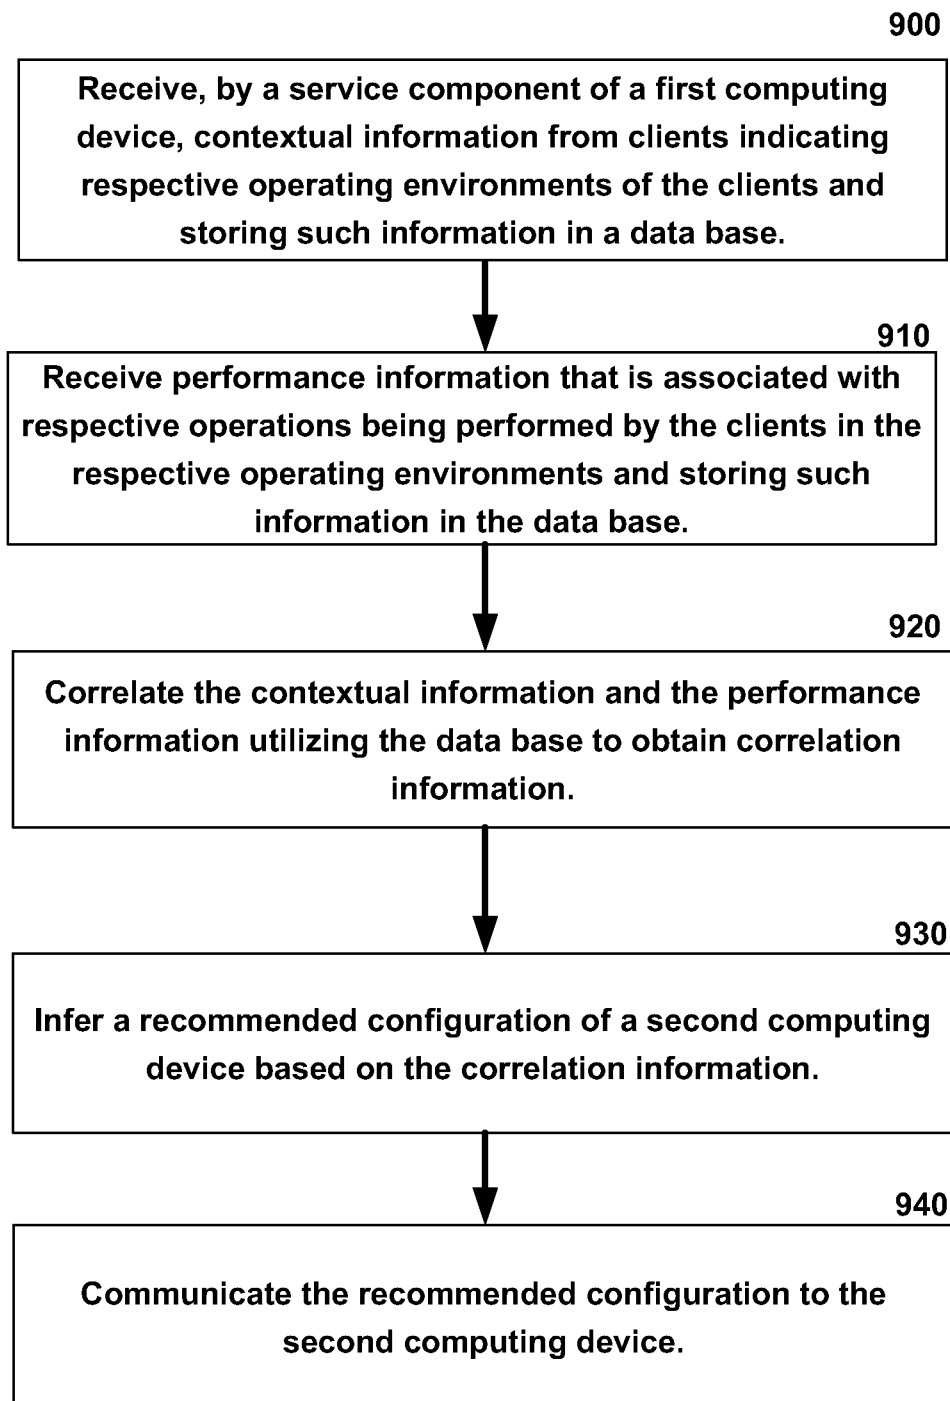 900
Receive, by a service component of a first computing
device, contextual information from clients indicating
respective operating environments of the clients and
storing such information in a data base.
910
Receive performance information that is associated with
respective operations being performed by the clients in the
respective operating environments and storing such
information in the data base.
920
Correlate the contextual information and the performance
information utilizing the data base to obtain correlation
information.
930
Infer a recommended configuration of a second computing
device based on the correlation information.
940
Communicate the recommended configuration to the
second computing device.